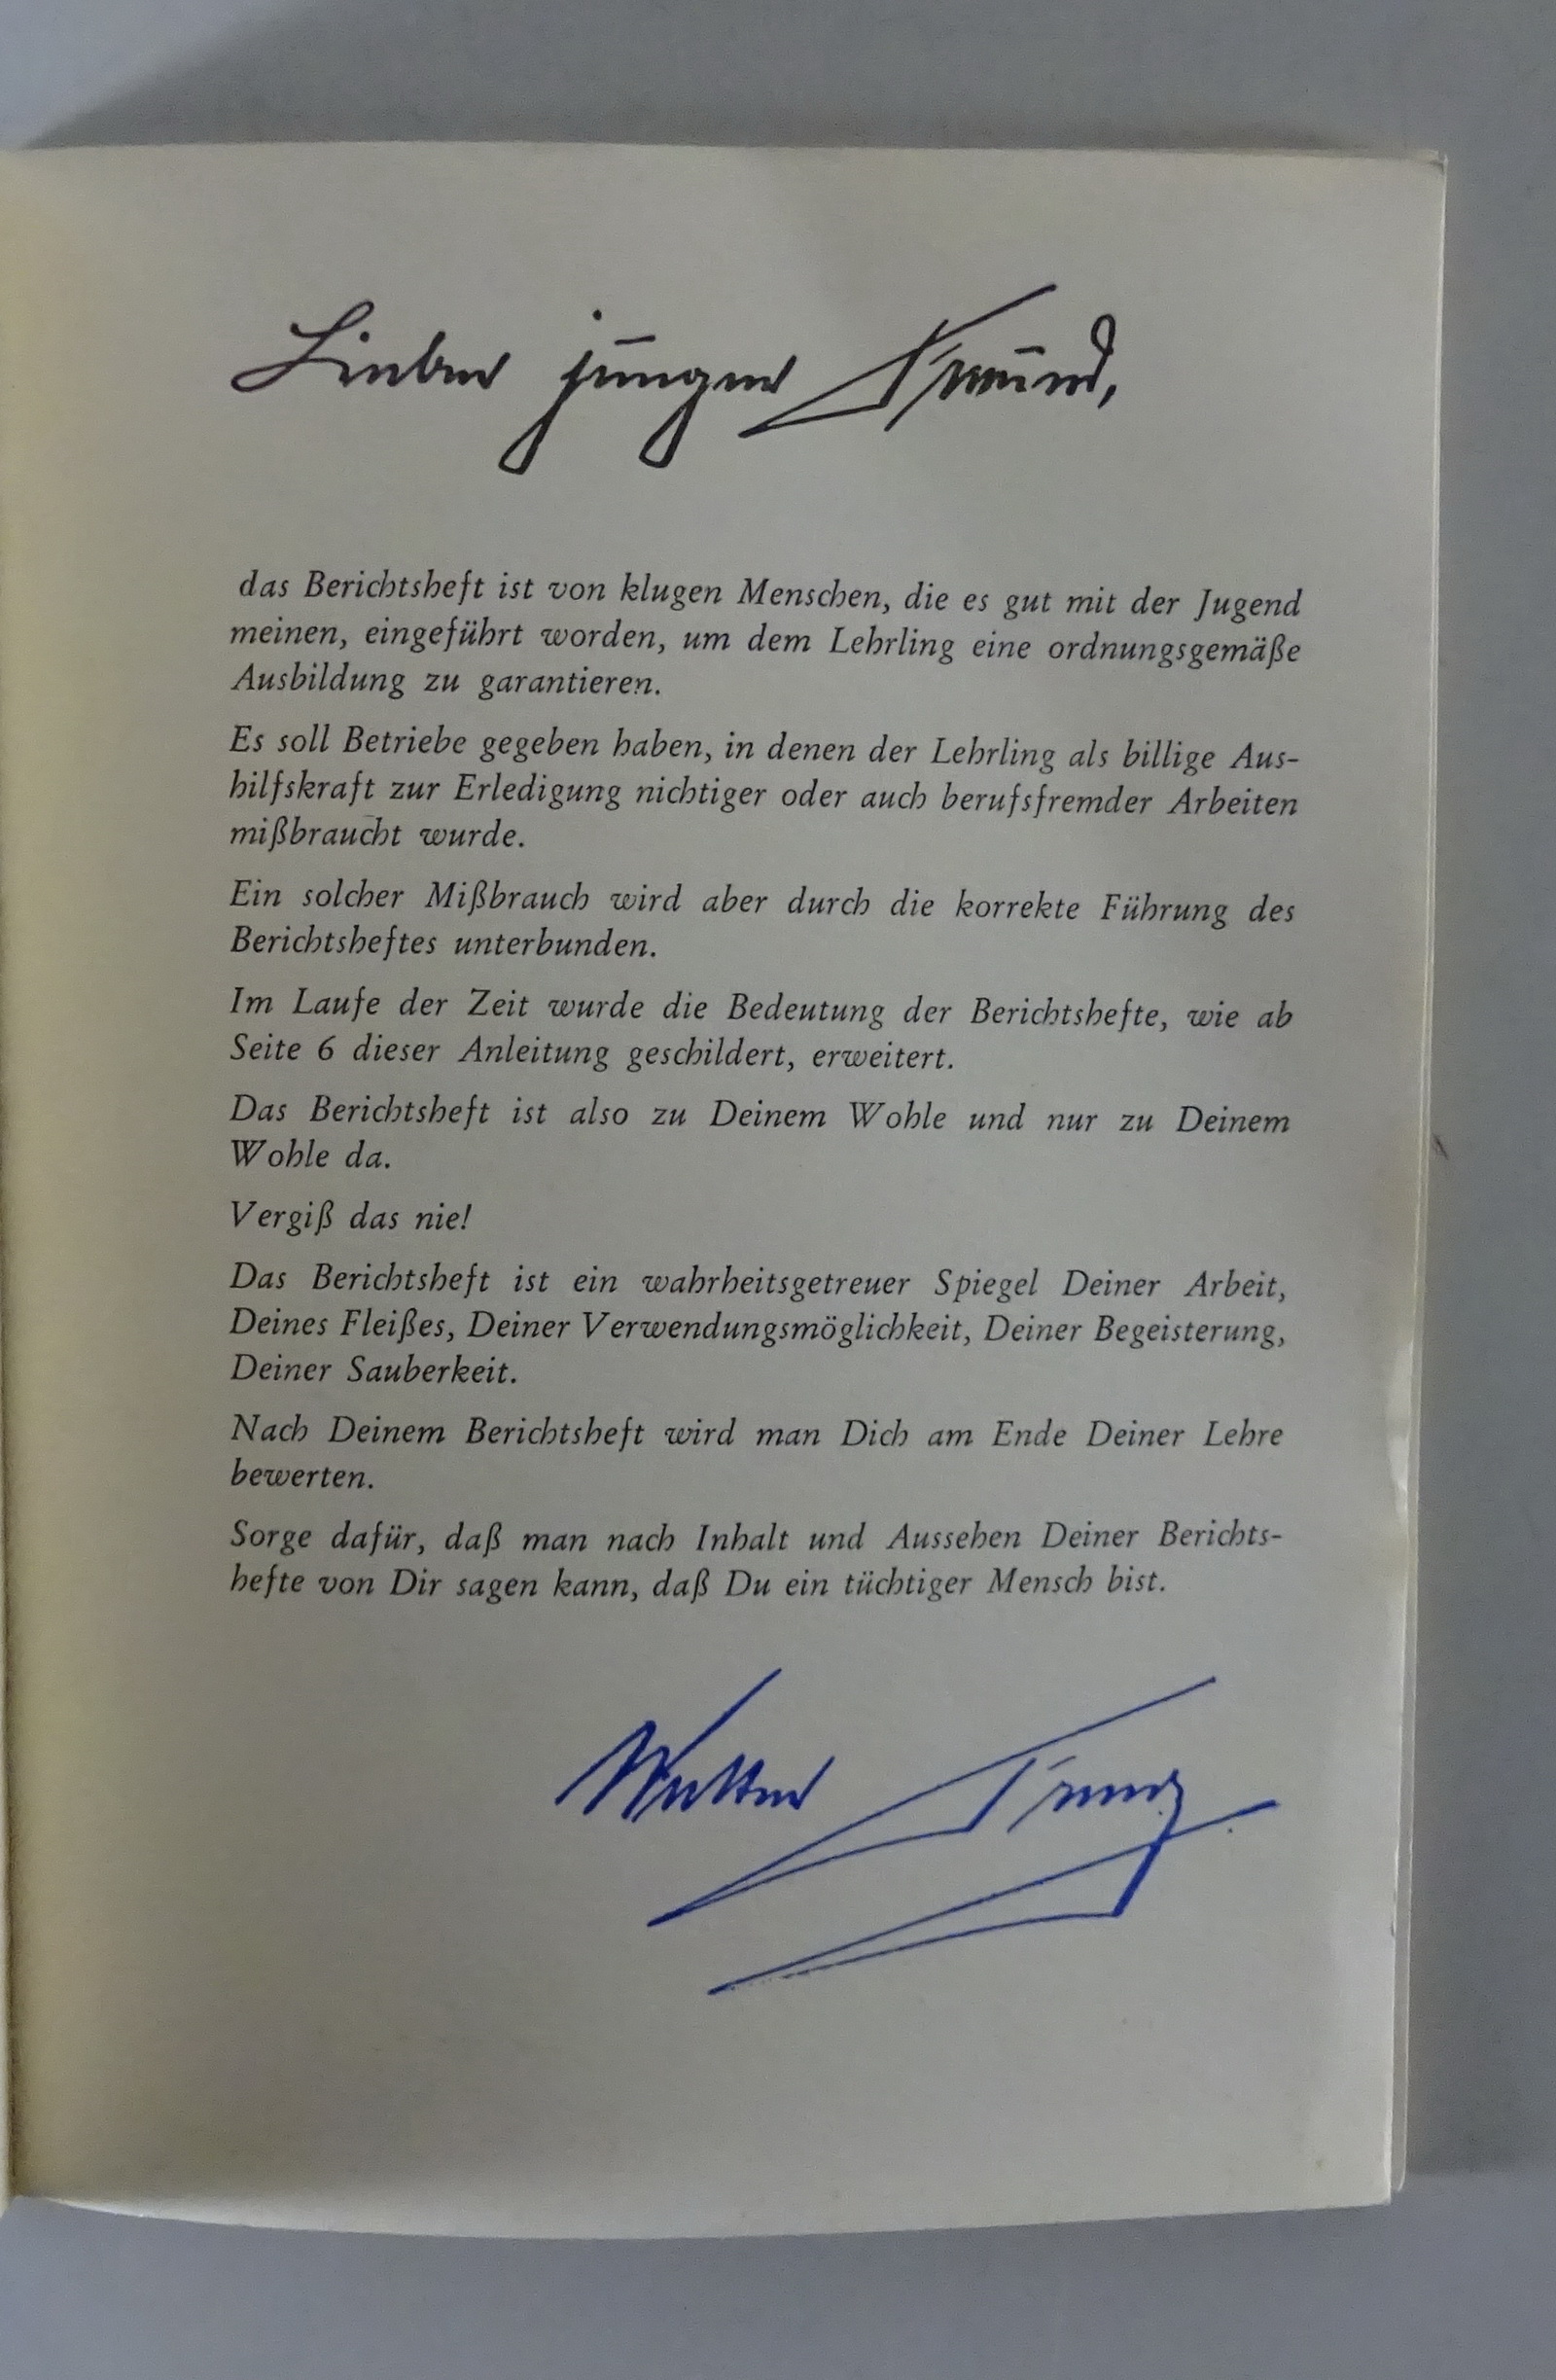 Lieber junger Freund,
das Berichtsheft ist von klugen Menschen, die es gut mit der Jugend
meinen, eingeführt worden, um dem Lehrling eine ordnungsgemäße
Ausbildung zu garantieren.
Es soll Betriebe gegeben haben, in denen der Lehrling als billige Aus-
hilfskraft zur Erledigung nichtiger oder auch berufsfremder Arbeiten
mißbraucht wurde.
Ein solcher Mißbrauch wird aber durch die korrekte Führung des
Berichtsheftes unterbunden.
Im Laufe der Zeit wurde die Bedeutung der Berichtshefte, wie ab
Seite 6 dieser Anleitung geschildert, erweitert.
Das Berichtsheft ist also zu Deinem Wohle und nur zu Deinem
Wohle da.
Vergiß das nie!
Das Berichtsheft ist ein wahrheitsgetreuer Spiegel Deiner Arbeit,
Deines Fleißes, Deiner Verwendungsmöglichkeit, Deiner Begeisterung,
Deiner Sauberkeit.
Nach Deinem Berichtsheft wird man Dich am Ende Deiner Lehre
bewerten.
Sorge dafür, daß man nach Inhalt und Aussehen Deiner Berichts-
hefte von Dir sagen kann, daß Du ein tüchtiger Mensch bist.